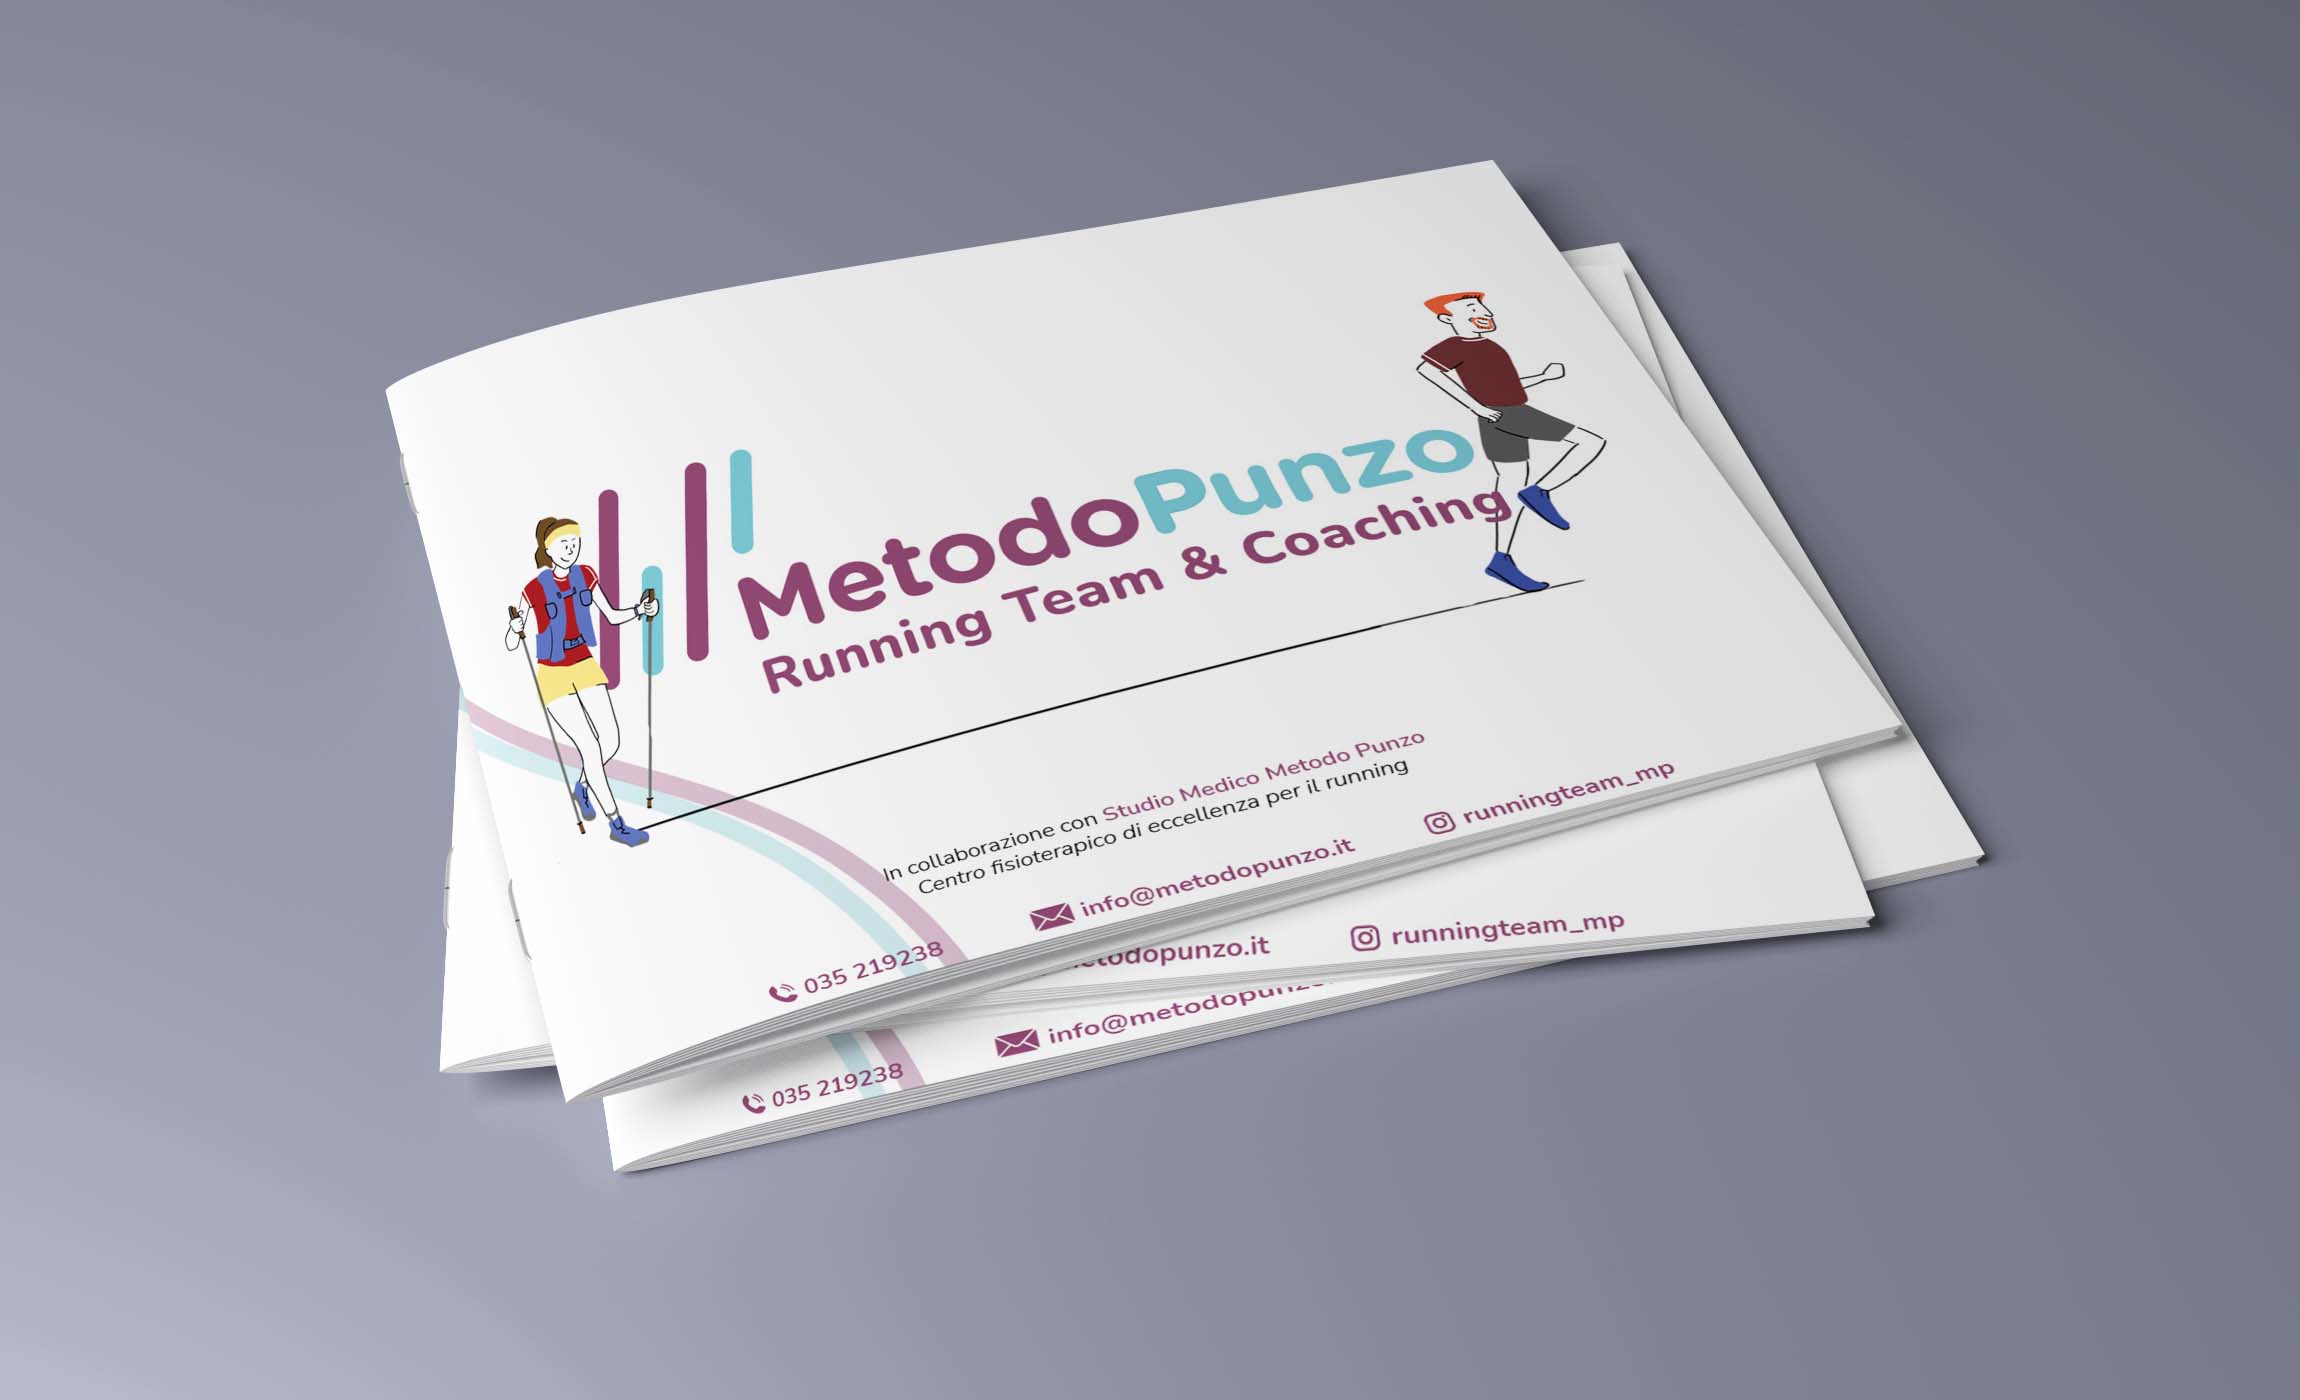 MetodoPunzo
Running Team & Coaching
In collaborazione con Studio Medico Metodo Punzo
Centro fisioterapico di eccellenza per il running
035 219238
info@metodopunzo.it
runningteam_mp
etodopunzo.it
runningteam_mp
035 219238
info@metodopunzo.